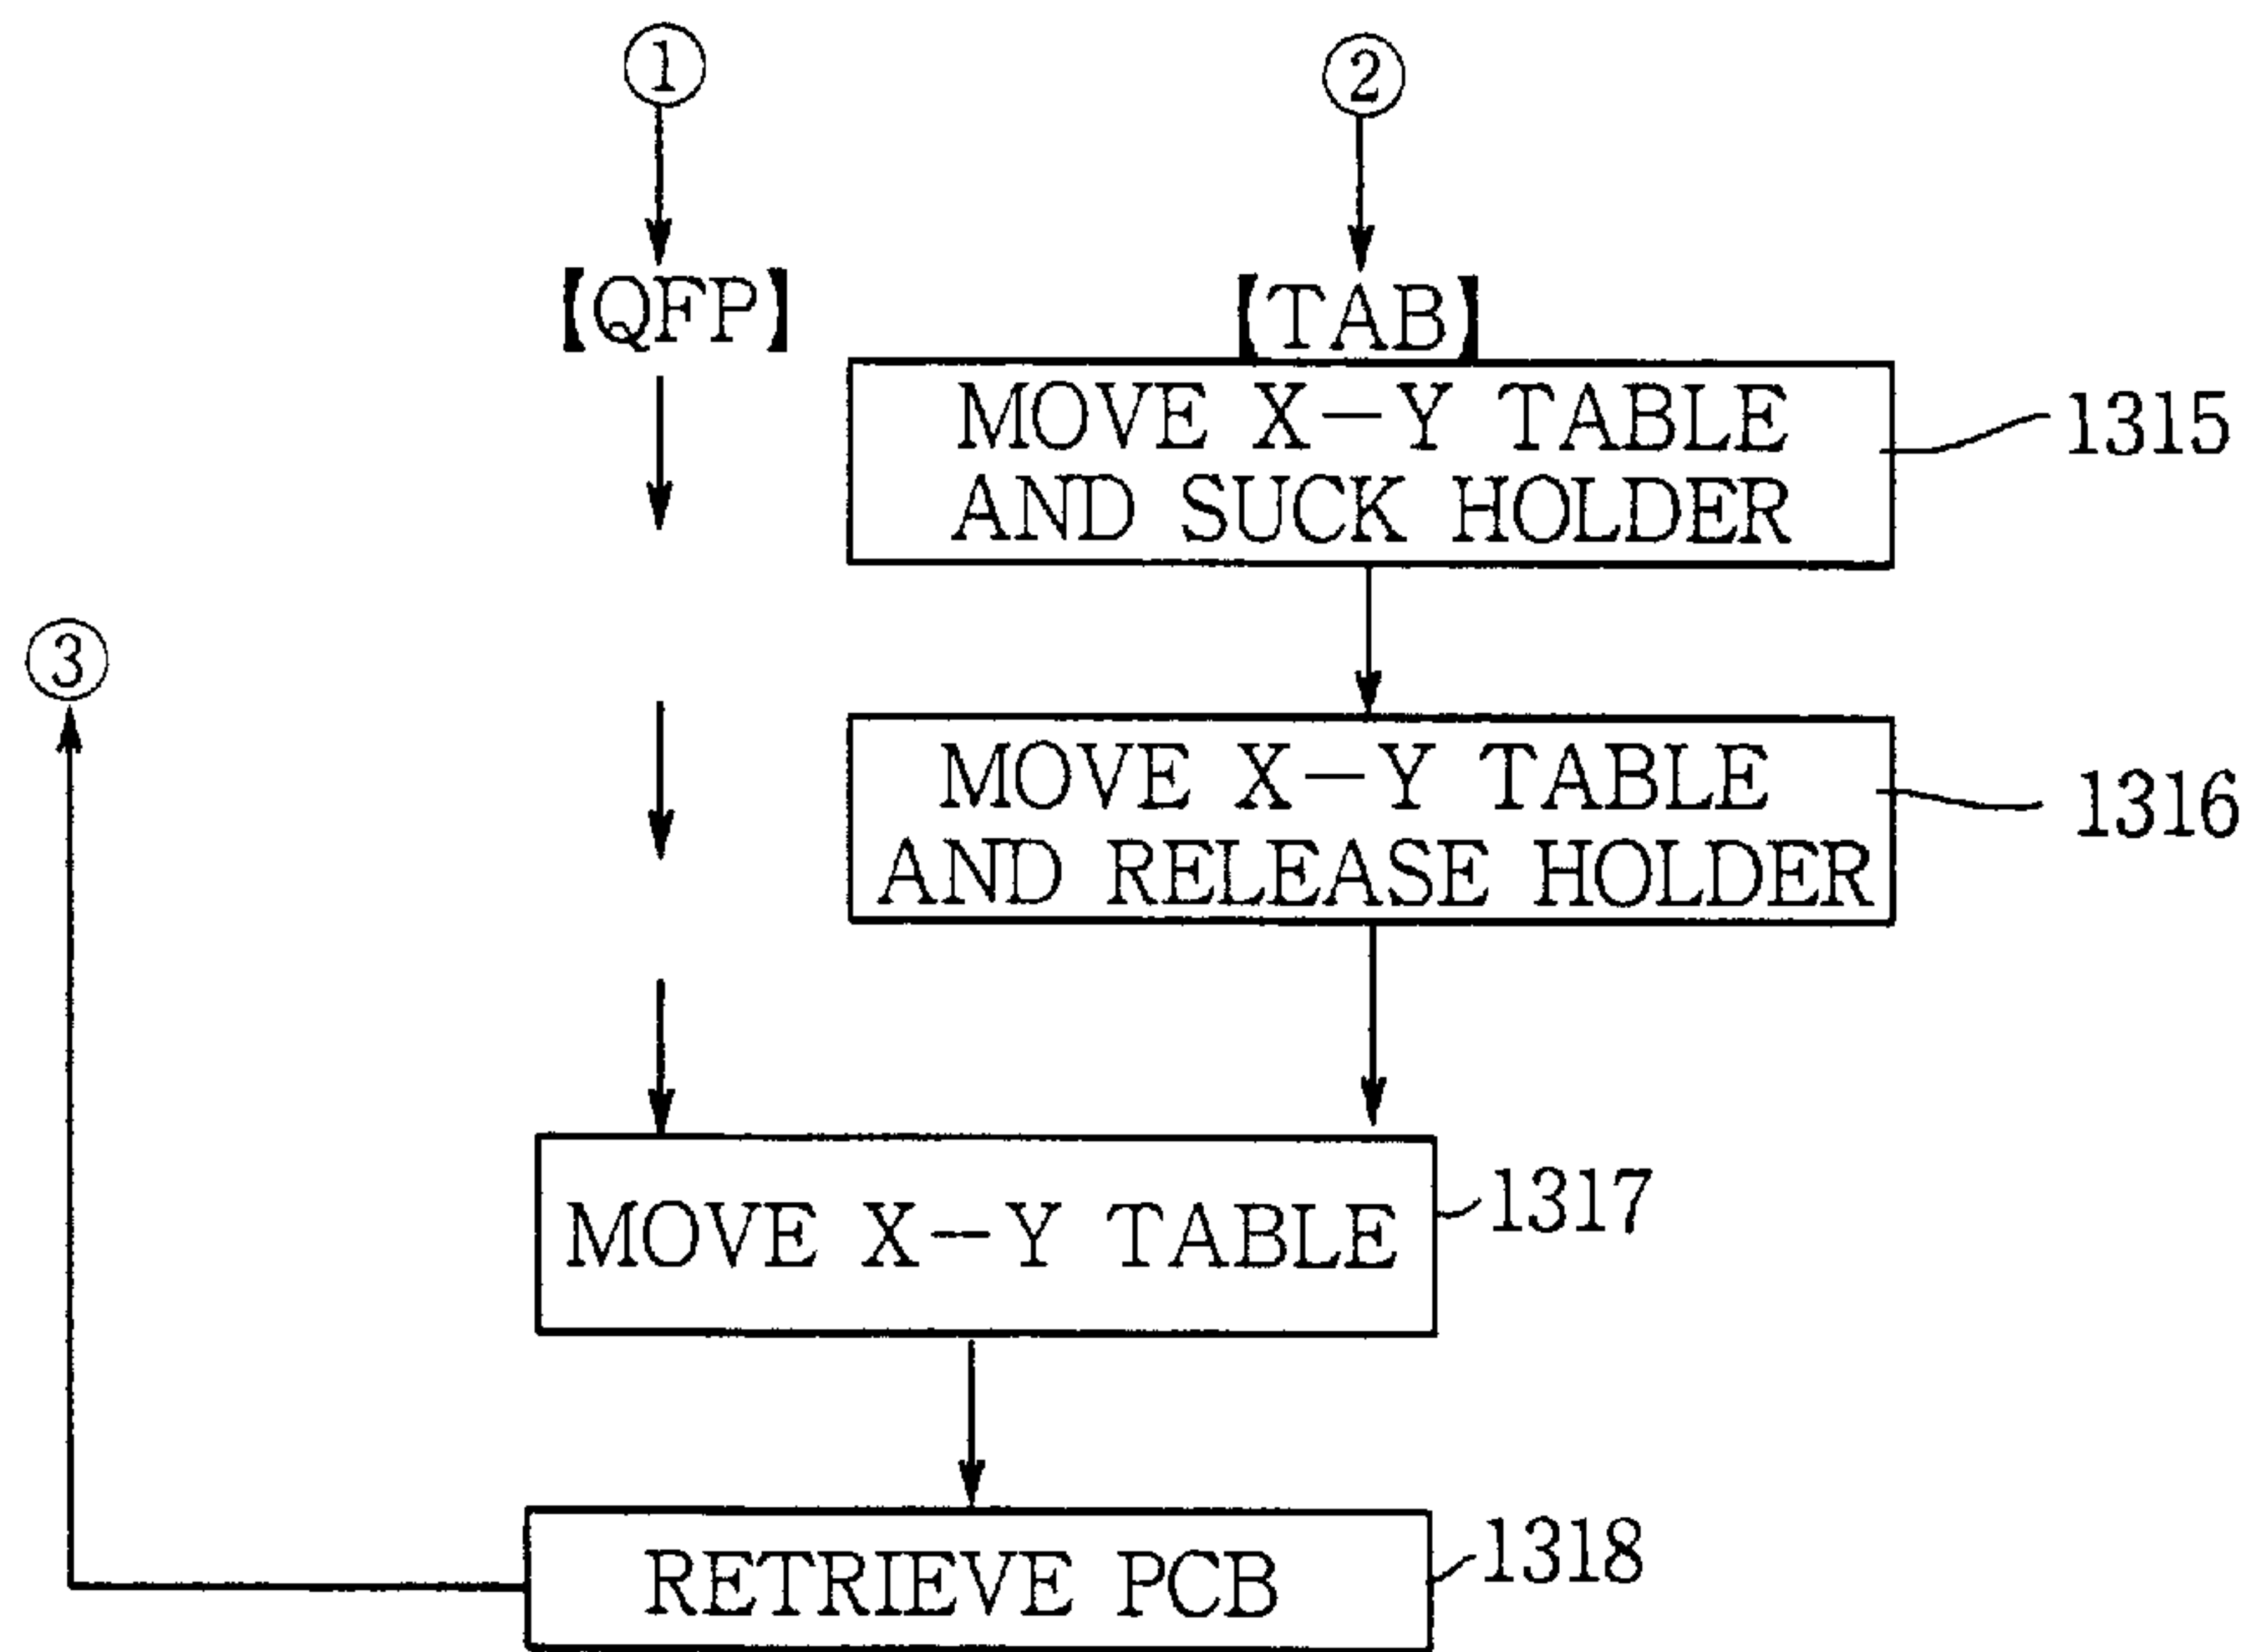 ①
②
【QFP】
【TAB】
MOVE X—Y TABLE
AND SUCK HOLDER
1315
③
MOVE X—Y TABLE
AND RELEASE HOLDER
1316
MOVE X—Y TABLE
1317
RETRIEVE PCB
1318